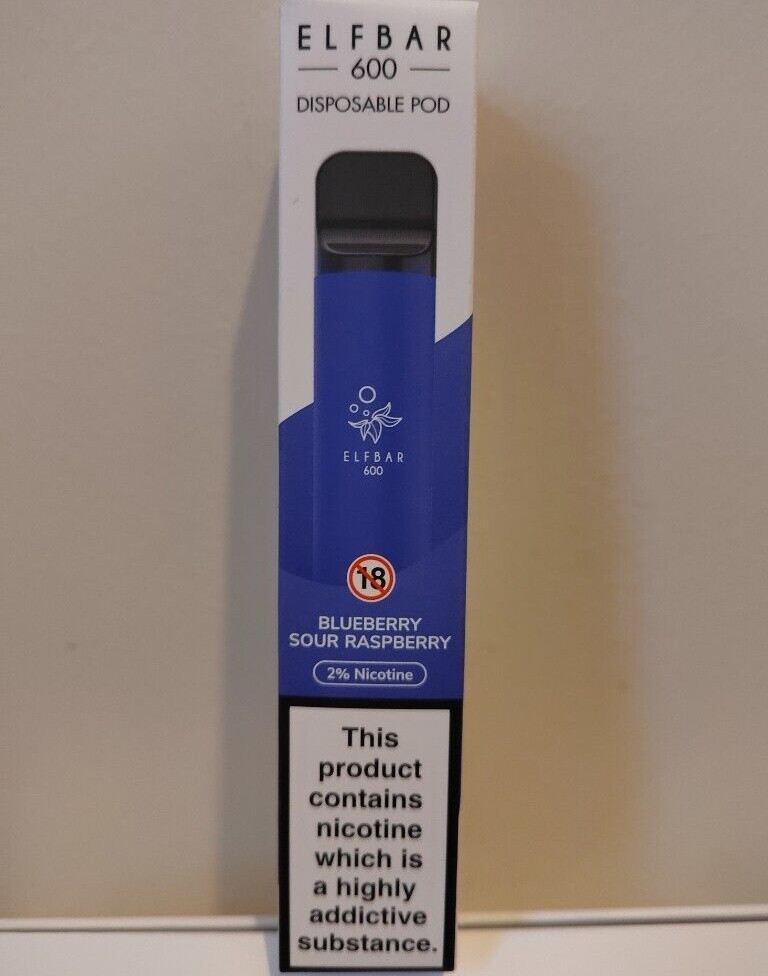 ELFBAR
600
DISPOSABLE POD
ELFBAR
600
18
BLUEBERRY
SOUR RASPBERRY
2% Nicotine
This
product
contains
nicotine
which is
a highly
addictive
substance.